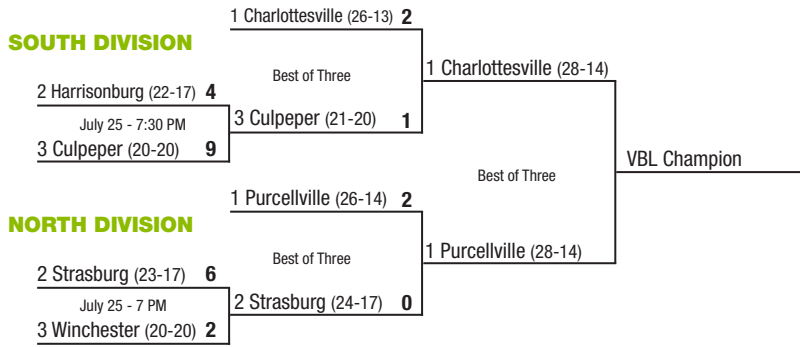 1 Charlottesville (26-13) 2
SOUTH DIVISION
Best of Three
1 Charlottesville (28-14)
2 Harrisonburg (22-17) 4
July 25 - 7:30 PM
3 Culpeper (21-20) 1
3 Culpeper (20-20) 9
VBL Champion
Best of Three
1 Purcellville (26-14) 2
NORTH DIVISION
Best of Three
1 Purcellville (28-14)
2 Strasburg (23-17) 6
July 25 - 7 PM
2 Strasburg (24-17) 0
3 Winchester (20-20) 2